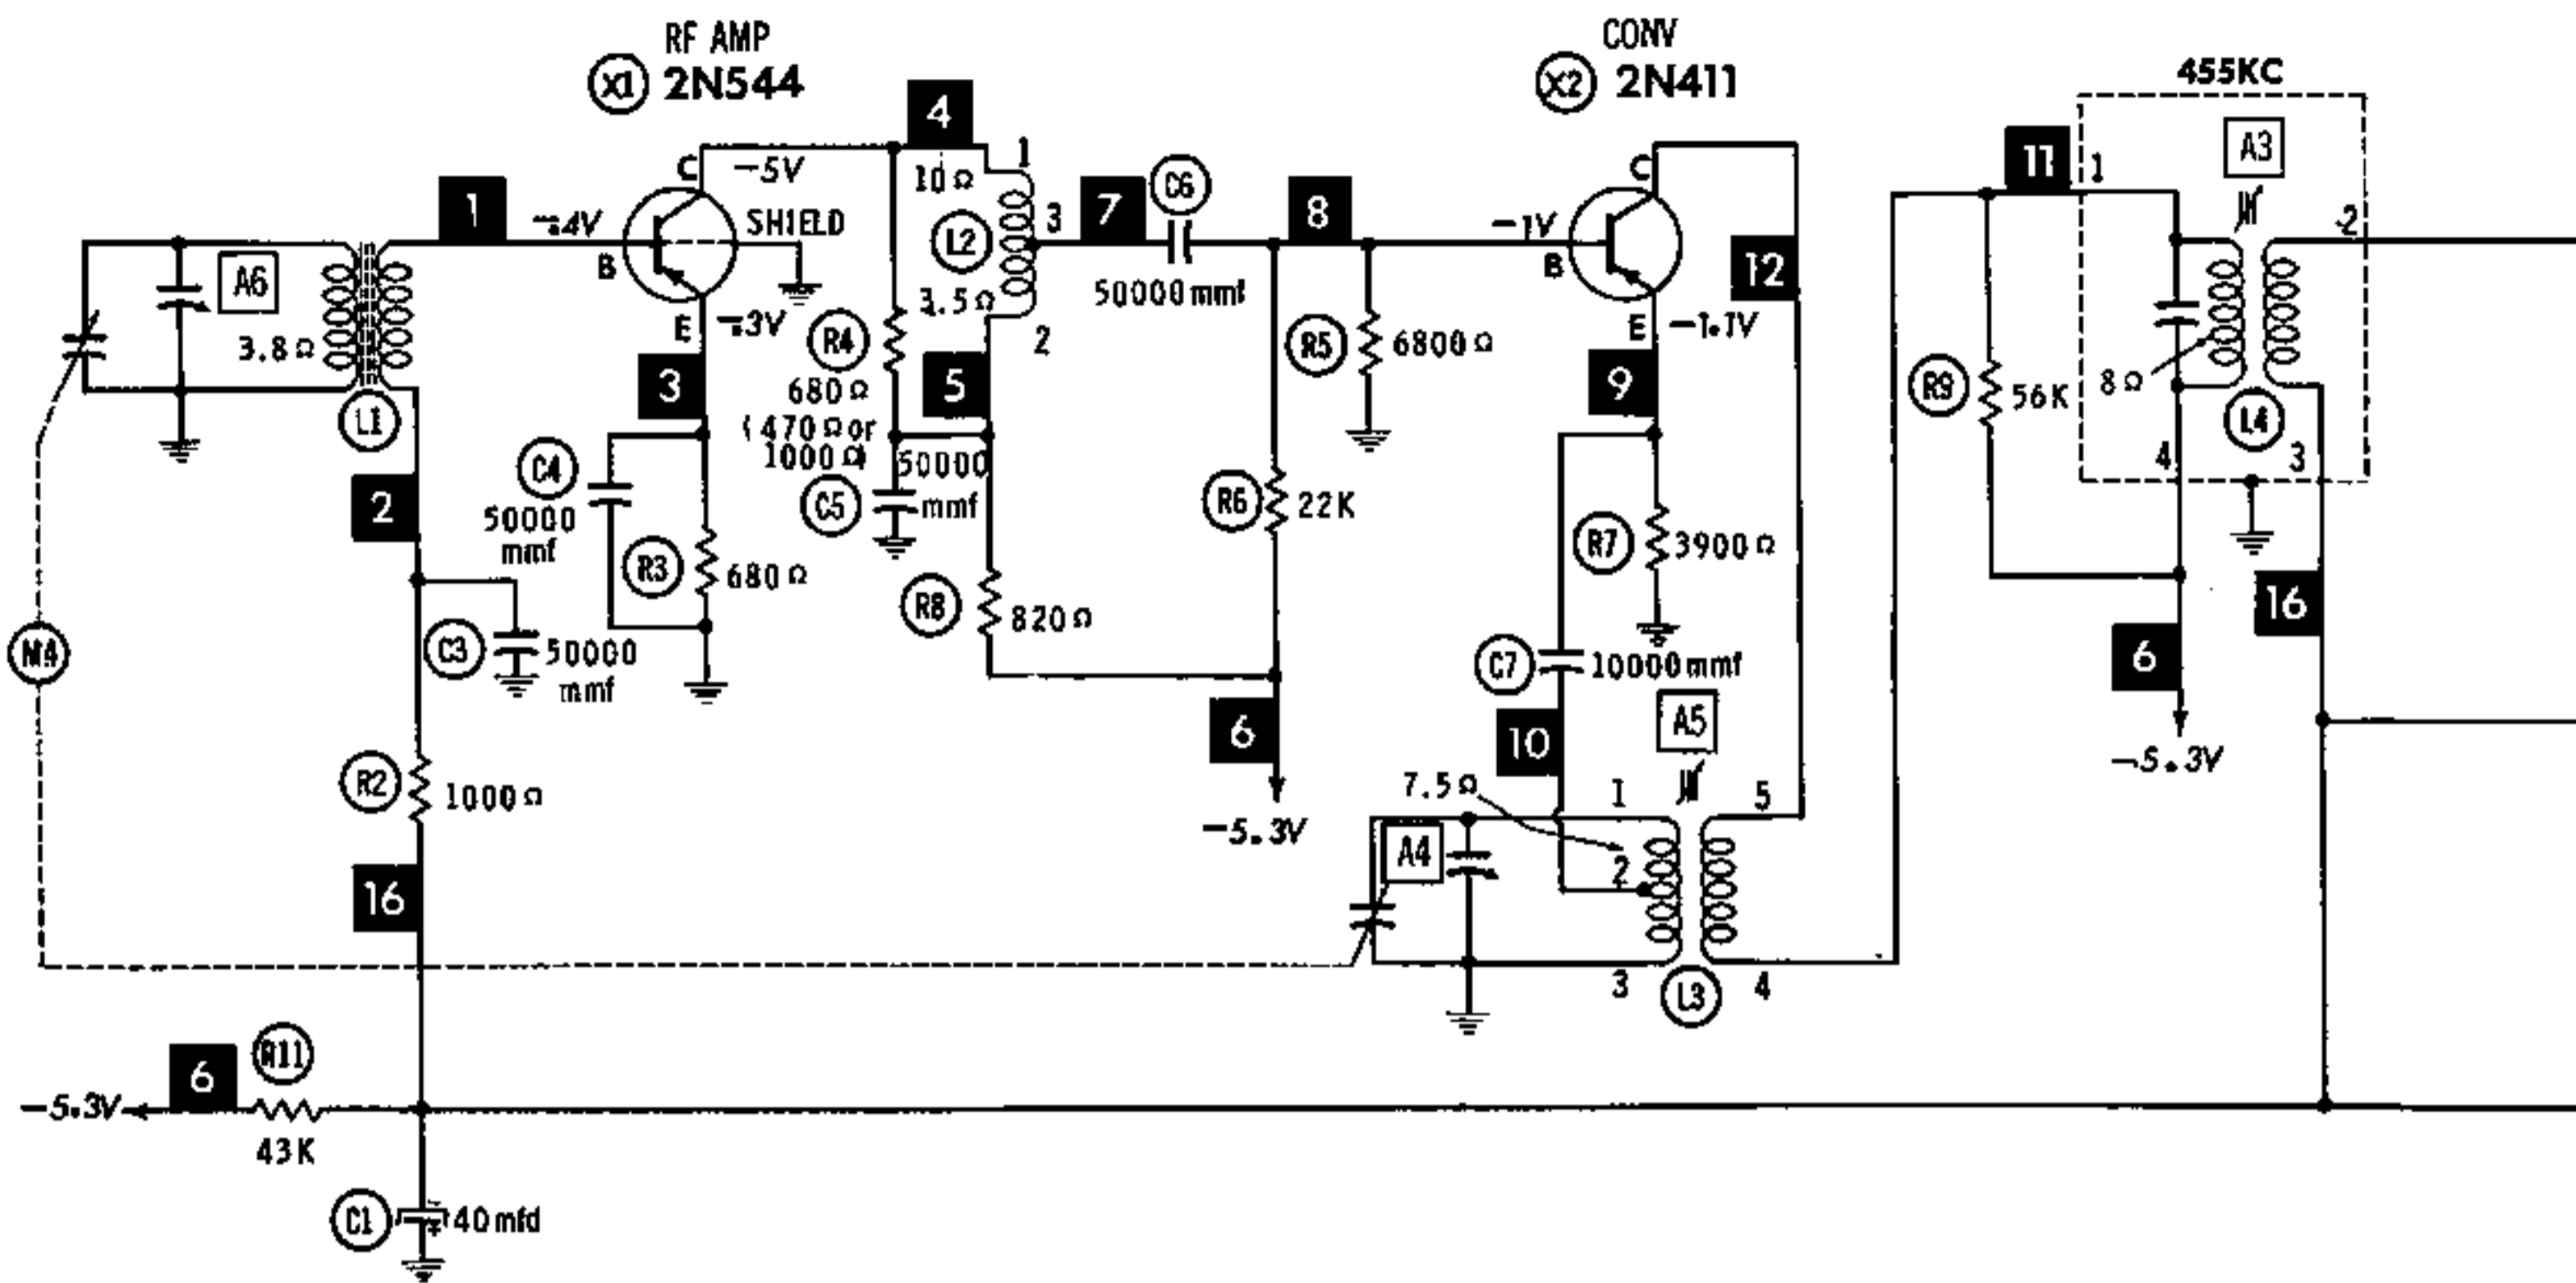 RF AMP
X1 2N544
CONV
X2 2N411
455KC
4
C
-5V
10Ω
1
C6
C
11
1
A3
1
-.4V
SHIELD
L2
3
7
8
-1V
2
A6
B
50000 mmf
B
12
3.8Ω
E
-.3V
R4
3.5Ω
2
R5
6800Ω
E
-1.1V
3
680Ω
5
9
R9
56K
8Ω
L1
(470Ω or
1000Ω)
L4
C4
50000
mmf
C5
50000
mmf
4
3
2
R3
680Ω
R6
22K
R7
3900Ω
R8
820Ω
16
C3
50000
mmf
M4
6
C7
10000 mmf
6
10
A5
-5.3V
R2
1000Ω
7.5Ω
1
5
-5.3V
A4
2
16
3
L3
4
6
R11
-5.3V
43K
C1
40 mfd